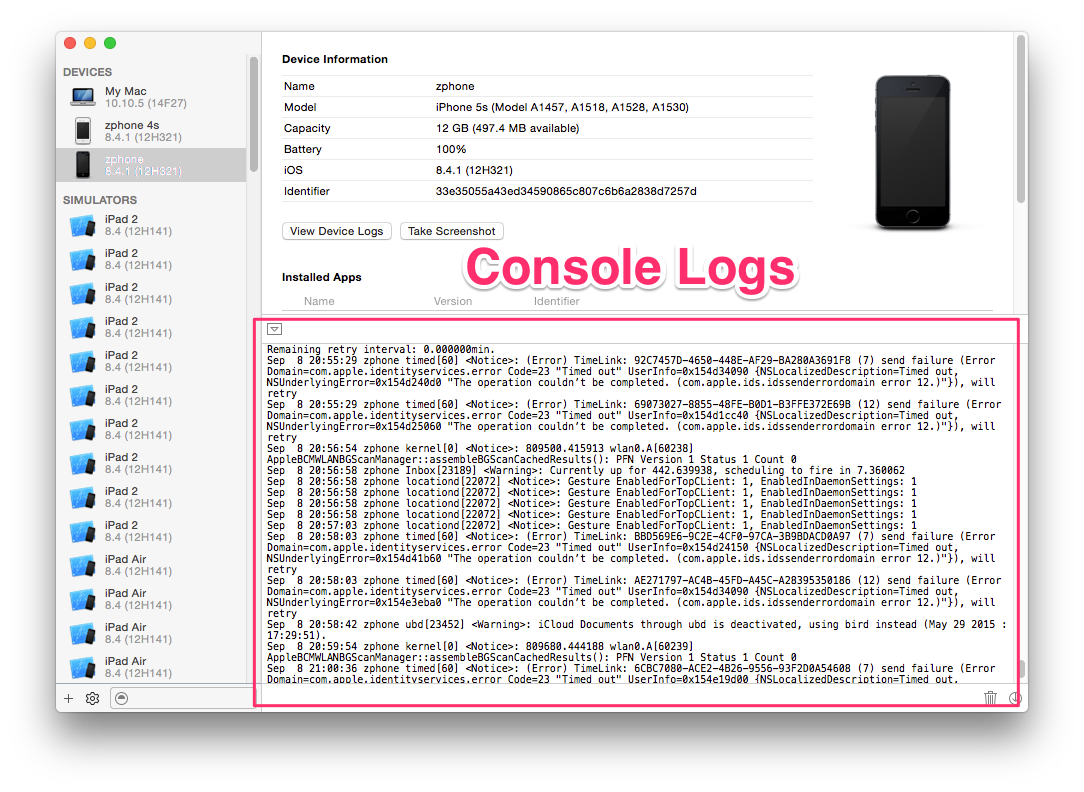 DEVICES
My Mac
10.10.5 (14F27)
zphone 4s
8.4.1 (12H321)
zphone
8.4.1 (12H321)
SIMULATORS
iPad 2
8.4 (12H141)
iPad 2
8.4 (12H141)
iPad 2
8.4 (12H141)
iPad 2
8.4 (12H141)
iPad 2
8.4 (12H141)
iPad 2
8.4 (12H141)
iPad 2
8.4 (12H141)
iPad 2
8.4 (12H141)
iPad 2
8.4 (12H141)
iPad 2
8.4 (12H141)
iPad Air
8.4 (12H141)
iPad Air
8.4 (12H141)
iPad Air
8.4 (12H141)
iPad Air
8.4 (12H141)
Device Information
Name zphone
Model iPhone 5s (Model A1457, A1518, A1528, A1530)
Capacity 12 GB (497.4 MB available)
Battery 100%
iOS 8.4.1 (12H321)
Identifier 33e35055a43ed34590865c807c6b6a2838d7257d
View Device Logs Take Screenshot
Console Logs
Installed Apps
Name Version Identifier
Remaining retry interval: 0.000000min.
Sep  8 20:55:29 zphone timed[60] <Notice>: (Error) TimeLink: 92C7457D-4650-448E-AF29-BA280A3691F8 (7) send failure (Error
Domain=com.apple.identityservices.error Code=23 "Timed out" UserInfo=0x154d34090 {NSLocalizedDescription=Timed out,
NSUnderlyingError=0x154d240d0 "The operation couldn’t be completed. (com.apple.ids.idssenderrordomain error 12.)"}), will
retry
Sep  8 20:55:29 zphone timed[60] <Notice>: (Error) TimeLink: 69073027-8855-48FE-B0D1-B3FFE372E69B (12) send failure (Error
Domain=com.apple.identityservices.error Code=23 "Timed out" UserInfo=0x154d1cc40 {NSLocalizedDescription=Timed out,
NSUnderlyingError=0x154d25060 "The operation couldn’t be completed. (com.apple.ids.idssenderrordomain error 12.)"}), will
retry
Sep  8 20:56:54 zphone kernel[0] <Notice>: 809500.415913 wlan0.A[60238]
AppleBCMWLANBGScanManager::assembleBGScanCachedResults(): PFN Version 1 Status 1 Count 0
Sep  8 20:56:58 zphone Inbox[23189] <Warning>: Currently up for 442.639938, scheduling to fire in 7.360062
Sep  8 20:56:58 zphone locationd[22072] <Notice>: Gesture EnabledForTopCLient: 1, EnabledInDaemonSettings: 1
Sep  8 20:56:58 zphone locationd[22072] <Notice>: Gesture EnabledForTopCLient: 1, EnabledInDaemonSettings: 1
Sep  8 20:56:58 zphone locationd[22072] <Notice>: Gesture EnabledForTopCLient: 1, EnabledInDaemonSettings: 1
Sep  8 20:56:58 zphone locationd[22072] <Notice>: Gesture EnabledForTopCLient: 1, EnabledInDaemonSettings: 1
Sep  8 20:57:03 zphone locationd[22072] <Notice>: Gesture EnabledForTopCLient: 1, EnabledInDaemonSettings: 1
Sep  8 20:58:03 zphone timed[60] <Notice>: (Error) TimeLink: BBD569E6-9C2E-4CF0-97CA-3B9BDACD0A97 (7) send failure (Error
Domain=com.apple.identityservices.error Code=23 "Timed out" UserInfo=0x154d24150 {NSLocalizedDescription=Timed out,
NSUnderlyingError=0x154d41b60 "The operation couldn’t be completed. (com.apple.ids.idssenderrordomain error 12.)"}), will
retry
Sep  8 20:58:03 zphone timed[60] <Notice>: (Error) TimeLink: AE271797-AC4B-45FD-A45C-A28395350186 (12) send failure (Error
Domain=com.apple.identityservices.error Code=23 "Timed out" UserInfo=0x154d34090 {NSLocalizedDescription=Timed out,
NSUnderlyingError=0x154e3eba0 "The operation couldn’t be completed. (com.apple.ids.idssenderrordomain error 12.)"}), will
retry
Sep  8 20:58:42 zphone ubd[23452] <Warning>: iCloud Documents through ubd is deactivated, using bird instead (May 29 2015 :
17:29:51).
Sep  8 20:59:54 zphone kernel[0] <Notice>: 809680.444188 wlan0.A[60239]
AppleBCMWLANBGScanManager::assembleBGScanCachedResults(): PFN Version 1 Status 1 Count 0
Sep  8 21:00:36 zphone timed[60] <Notice>: (Error) TimeLink: 6CBC7080-ACE2-4B26-9556-93F2D0A54608 (7) send failure (Error
Domain=com.apple.identityservices.error Code=23 "Timed out" UserInfo=0x154e19d00 {NSLocalizedDescription=Timed out,